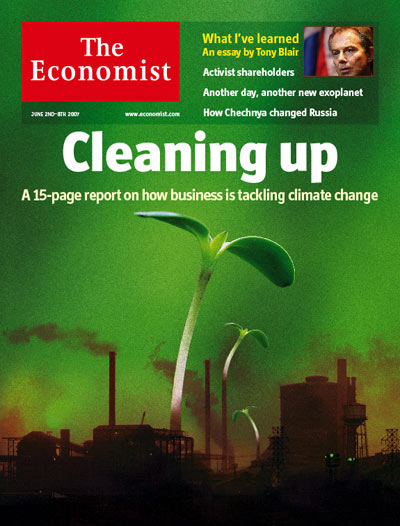 The
Economist
JUNE 2ND-8TH 2007
www.economist.com
What I've learned
An essay by Tony Blair
Activist shareholders
Another day, another new exoplanet
How Chechnya changed Russia
Cleaning up
A 15-page report on how business is tackling climate change